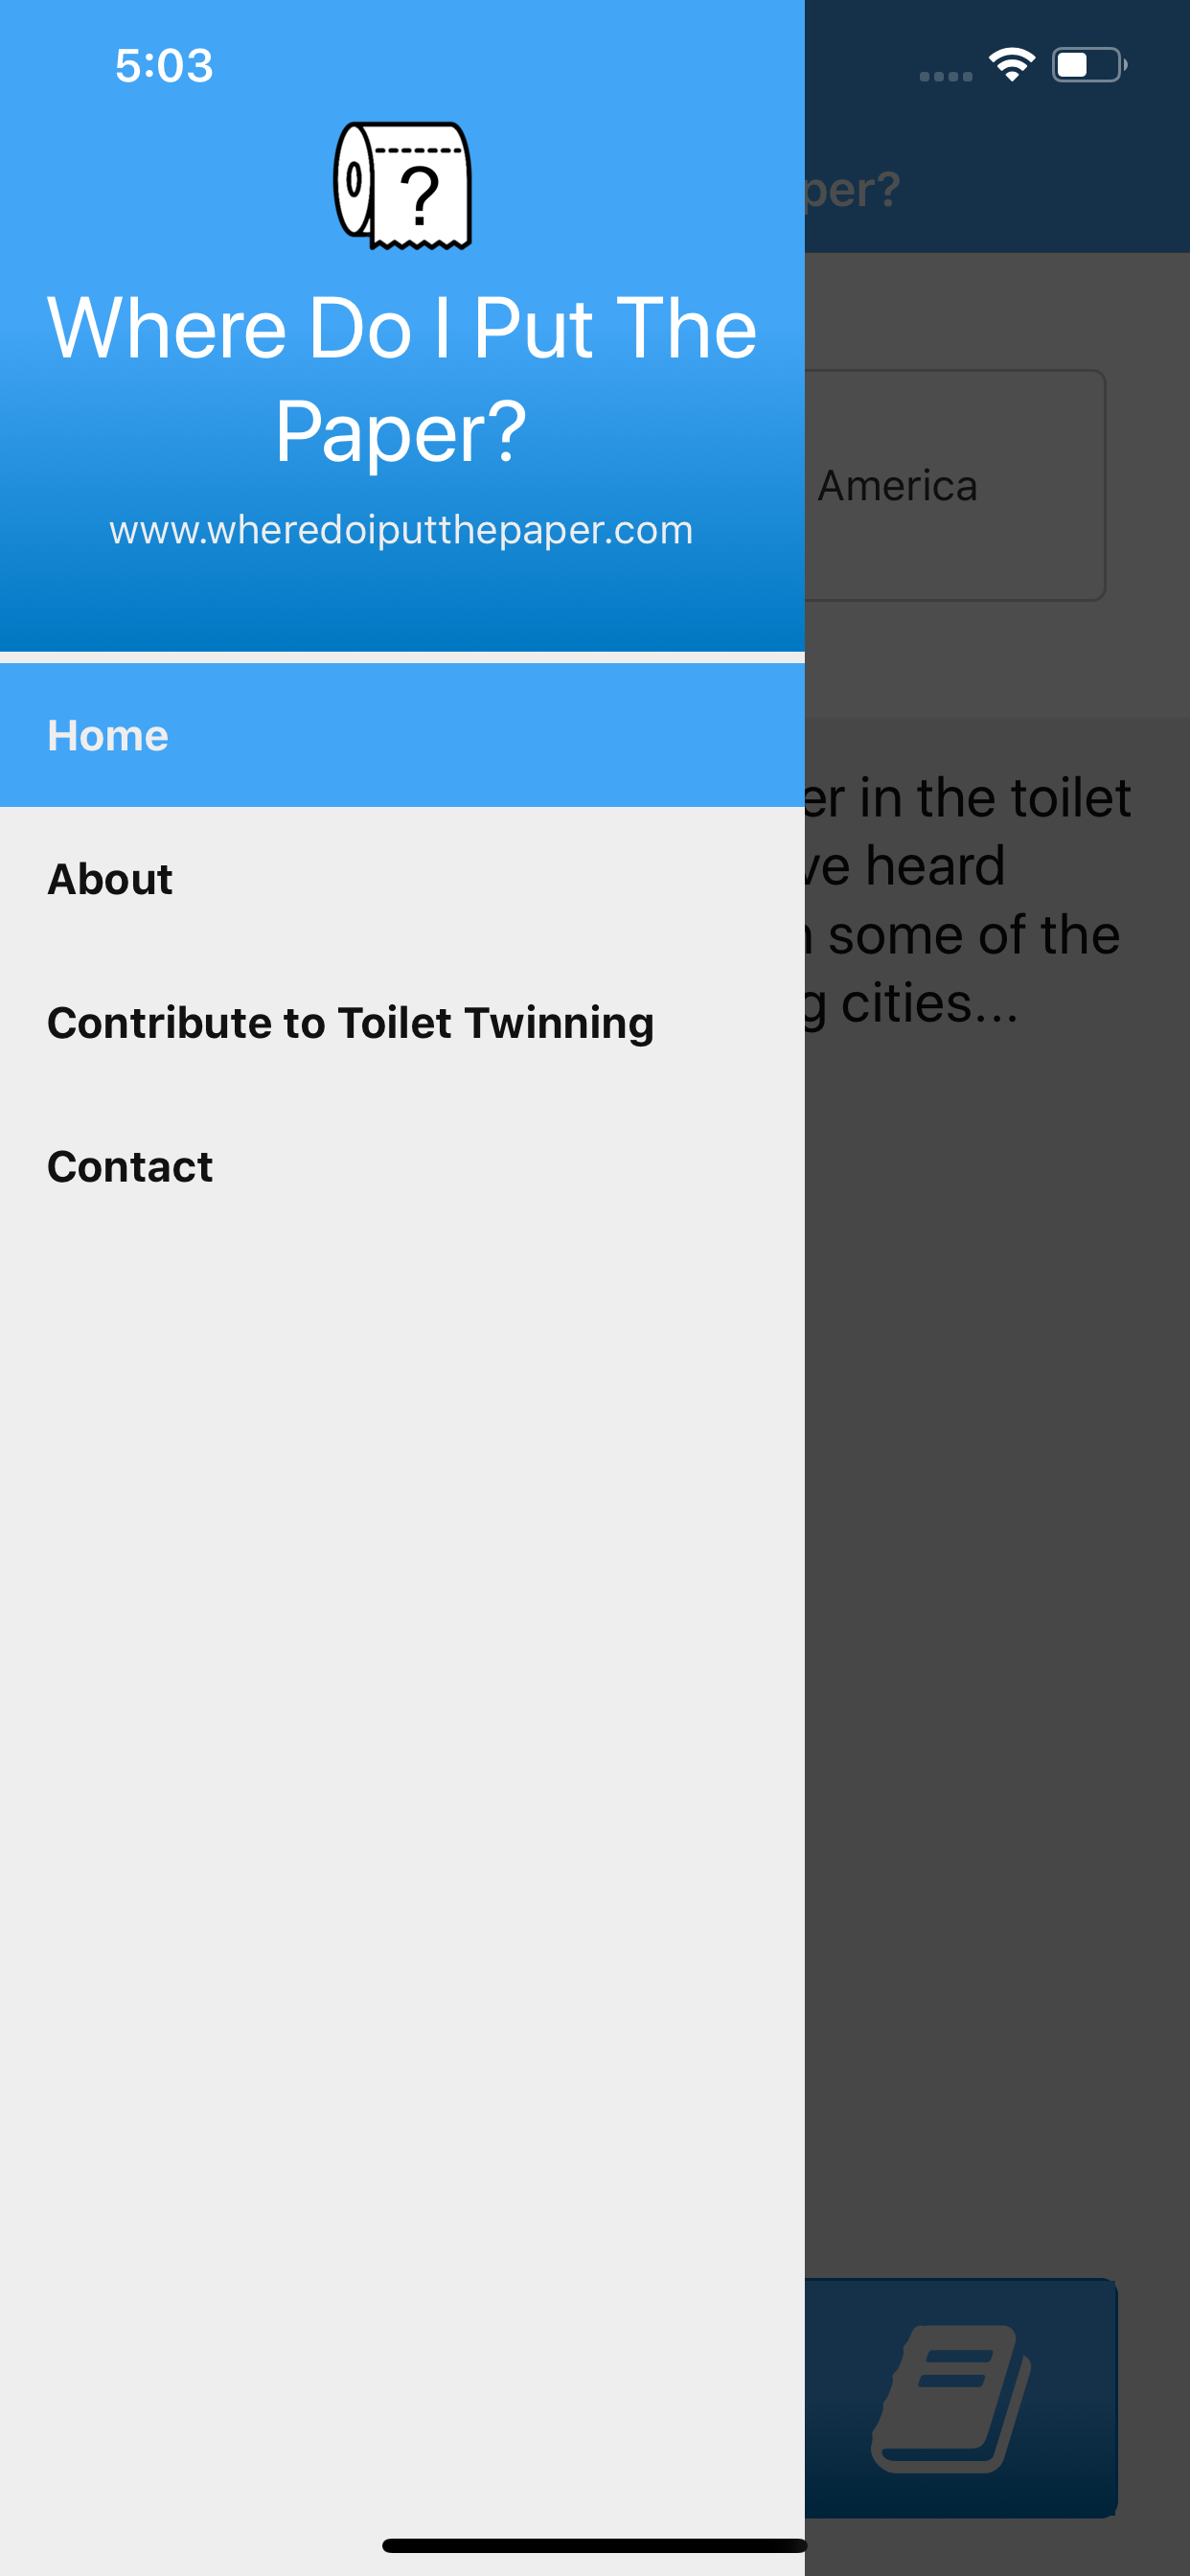 5:03
?
Where Do I Put The
Paper?
www.wheredoiputthepaper.com
Home
About
Contribute to Toilet Twinning
Contact
per?
America
er in the toilet
ve heard
some of the
g cities...